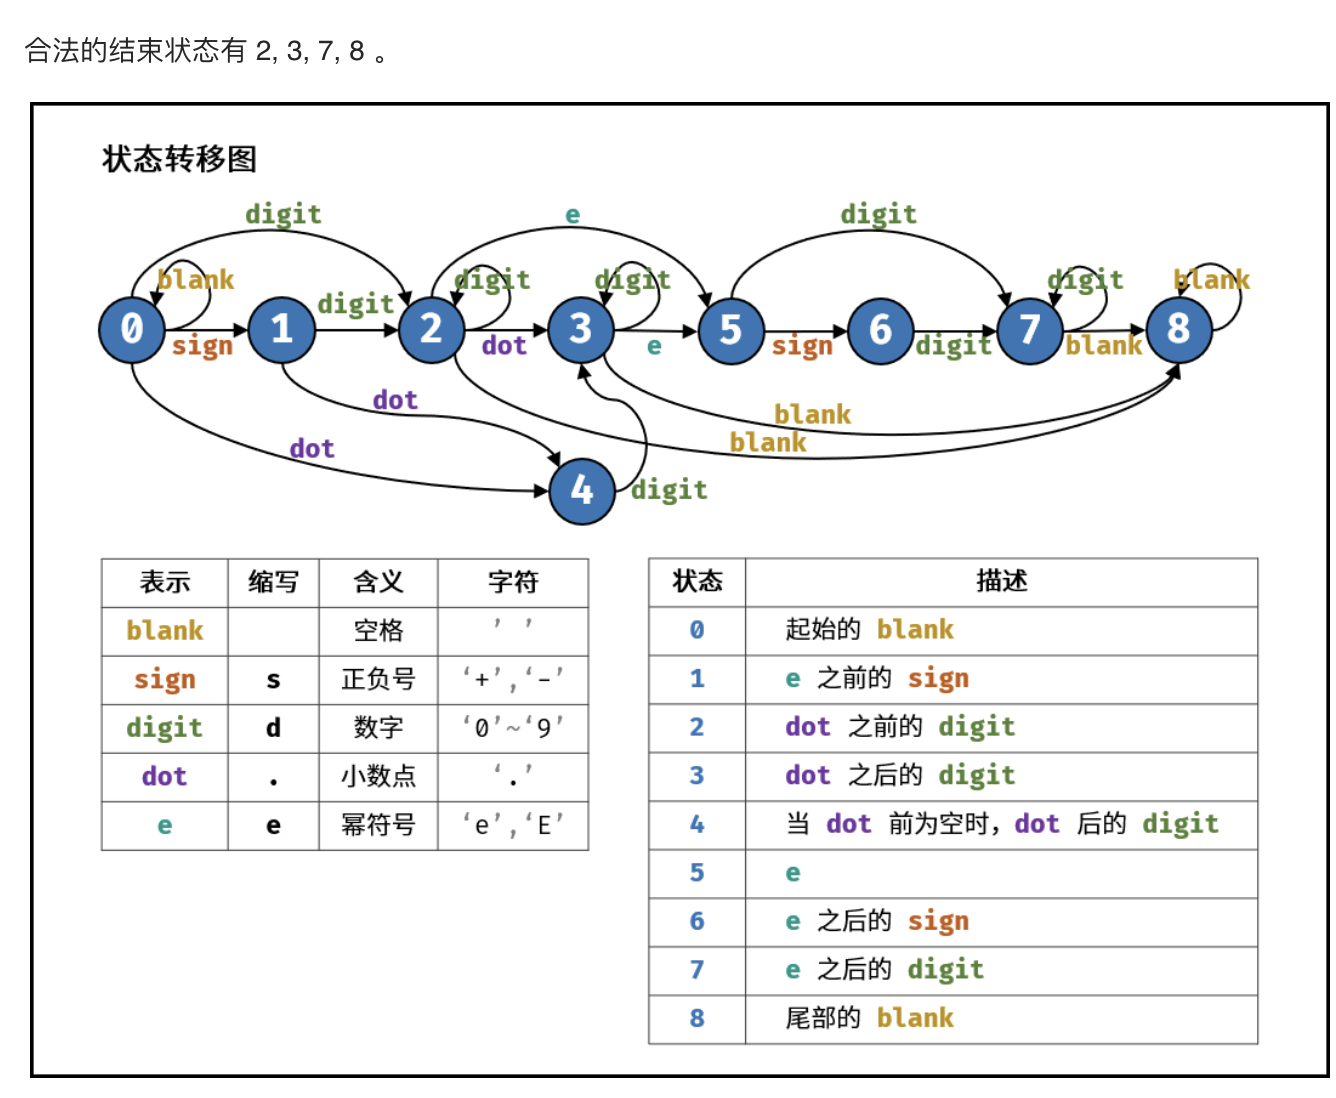 合法的结束状态有 2, 3, 7, 8 。
状态转移图
digit
e
digit
blank
digit
digit
digit
digit
blank
0
1
2
3
5
6
7
8
sign
dot
e
sign
digit
blank
dot
blank
dot
blank
4
digit
表示 缩写 含义 字符
blank 空格 ’ ’
sign s 正负号 ‘+’,‘-’
digit d 数字 ‘0’~‘9’
dot . 小数点 ‘.’
e e 幂符号 ‘e’,‘E’
状态 描述
0 起始的 blank
1 e 之前的 sign
2 dot 之前的 digit
3 dot 之后的 digit
4 当 dot 前为空时，dot 后的 digit
5 e
6 e 之后的 sign
7 e 之后的 digit
8 尾部的 blank